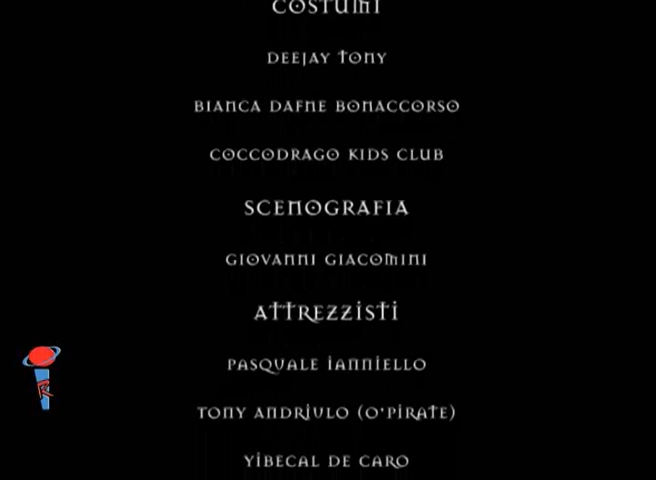 COSTUMI
DEEJAY TONY
BIANCA DAFNE BONACCORSO
COCCODRAGO KIDS CLUB
SCENOGRAFIA
GIOVANNI GIACOMINI
ATTREZZISTI
PASQUALE IANNIELLO
TONY ANDRIULO (O'PIRATE)
YIBECAL DE CARO